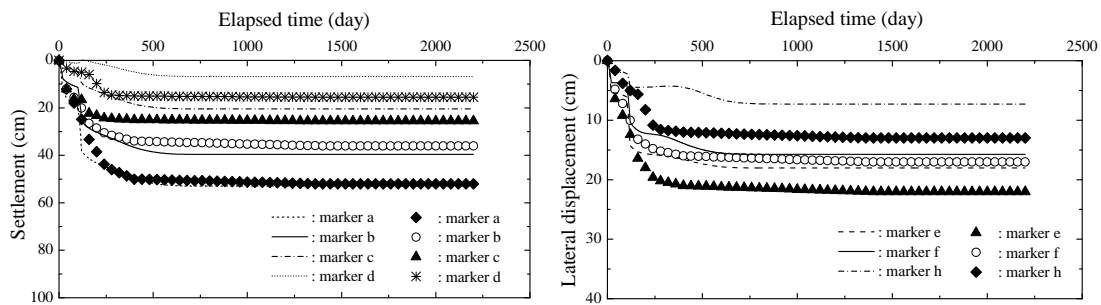 Elapsed time (day)
0 500 1000 1500 2000 2500
0
20
40
60
80
100
Settlement (cm)
: marker a : marker a
: marker b : marker b
: marker c : marker c
: marker d : marker d
Elapsed time (day)
0 500 1000 1500 2000 2500
0
10
20
30
40
Lateral displacement (cm)
: marker e : marker e
: marker f : marker f
: marker h : marker h